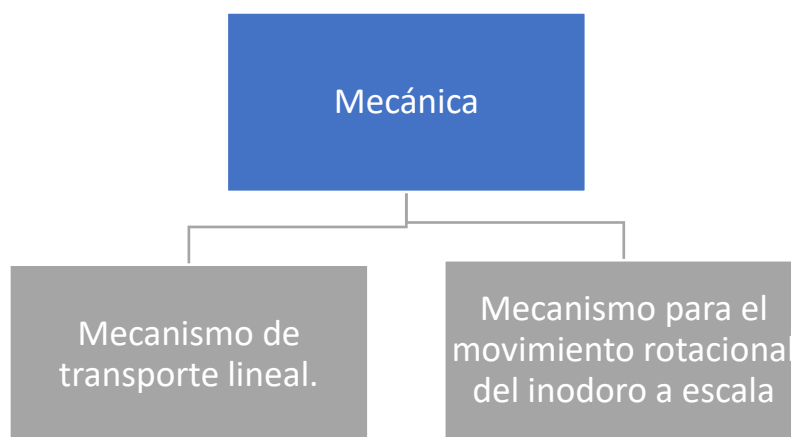 Mecánica
Mecanismo de
transporte lineal.
Mecanismo para el
movimiento rotacional
del inodoro a escala